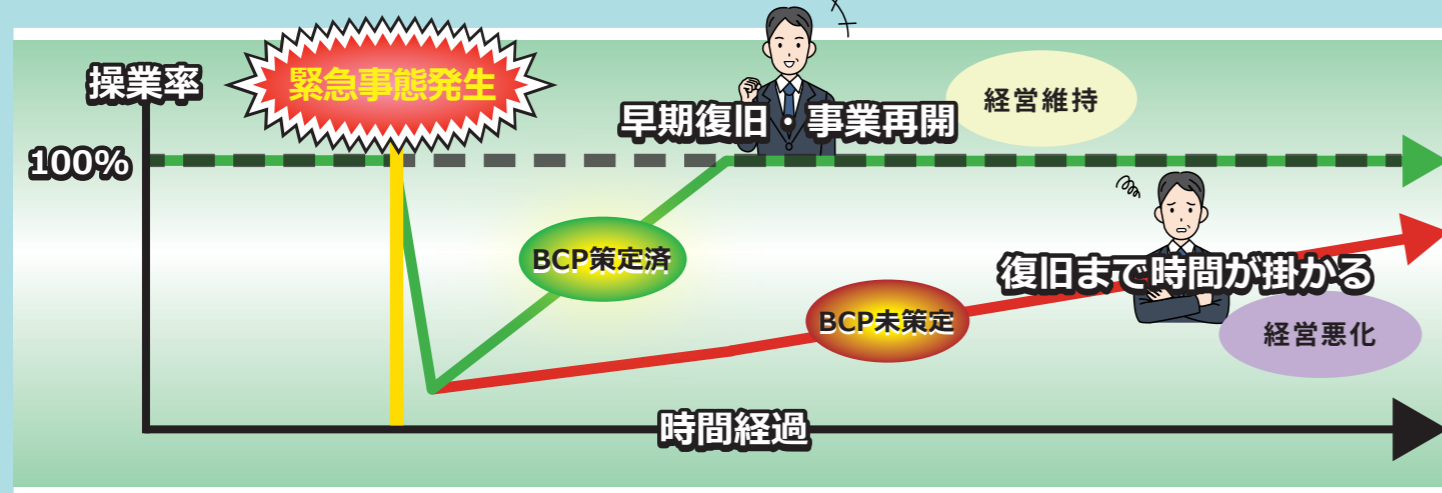 操業率
緊急事態発生
早期復旧・事業再開
経営維持
100%
BCP策定済
復旧まで時間が掛かる
BCP未策定
経営悪化
時間経過